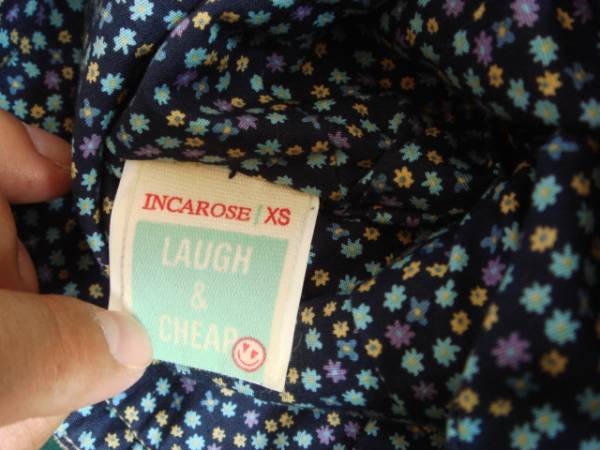 INCAROSE | XS
LAUGH
&
CHEAP